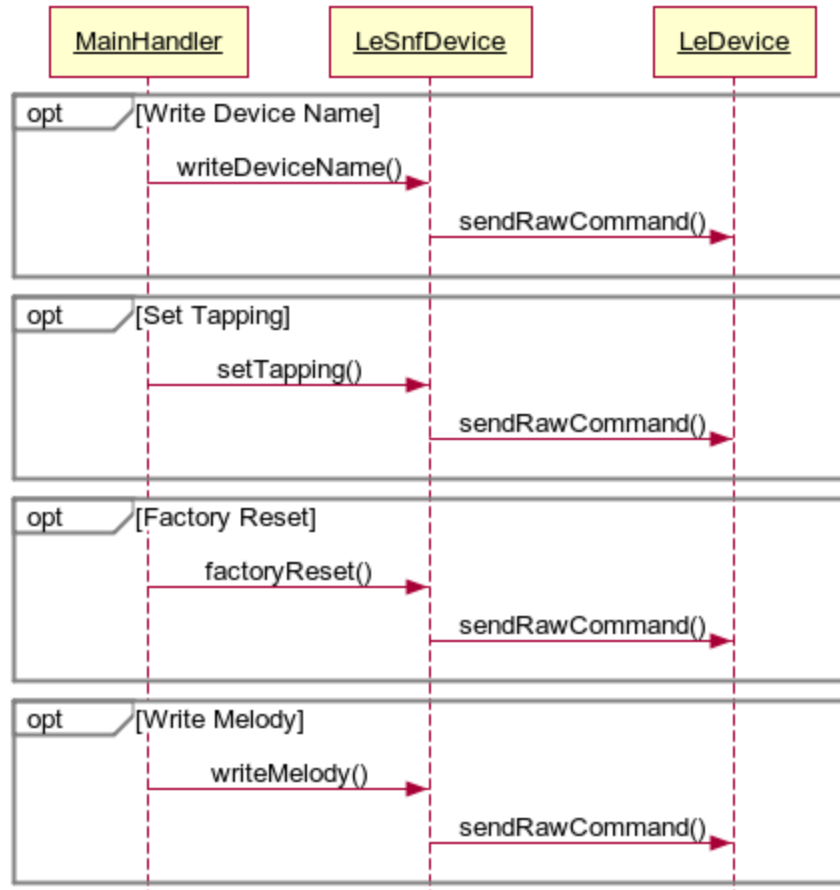 MainHandler LeSnfDevice LeDevice
opt [Write Device Name]
writeDeviceName()
sendRawCommand()
opt [Set Tapping]
setTapping()
sendRawCommand()
opt [Factory Reset]
factoryReset()
sendRawCommand()
opt [Write Melody]
writeMelody()
sendRawCommand()